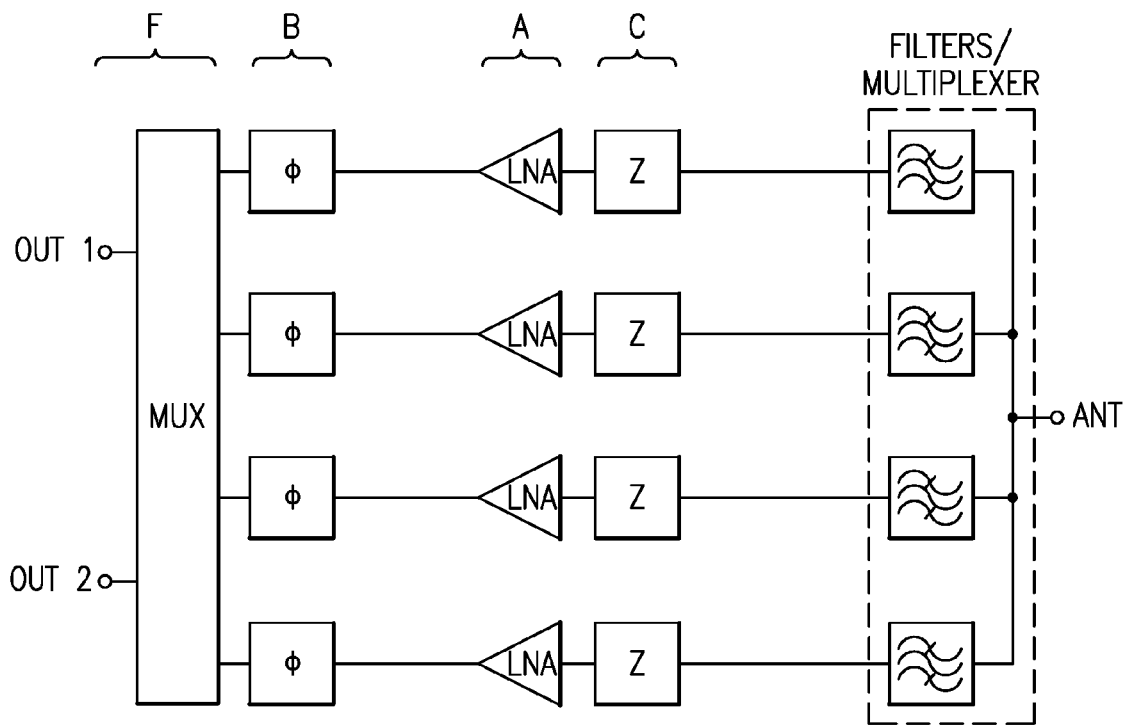 F B A C FILTERS/
MULTIPLEXER
ϕ LNA Z
OUT 1
ϕ LNA Z
MUX
ANT
ϕ LNA Z
OUT 2
ϕ LNA Z